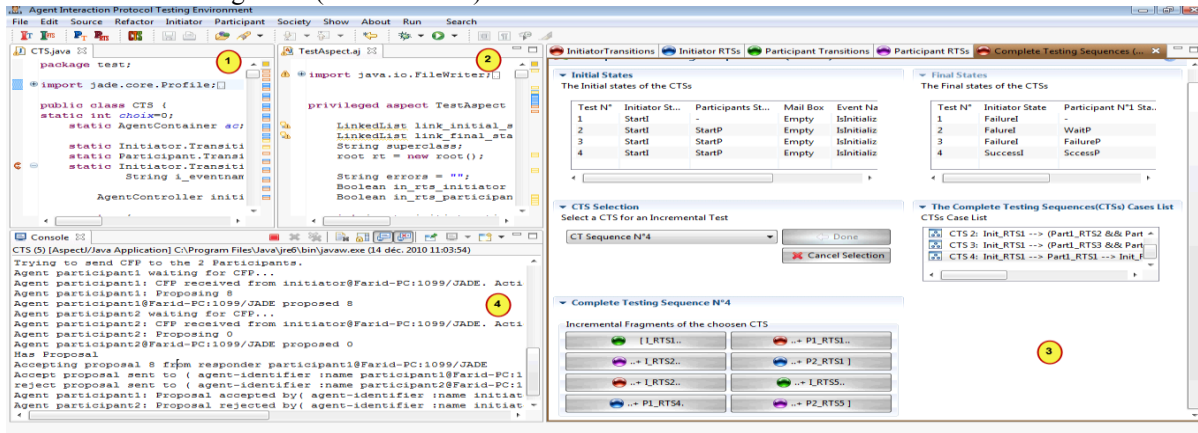 Agent Interaction Protocol Testing Environment
File Edit Source Refactor Initiator Participant Society Show About Run Search
CTS.java
package test;
import jade.core.Profile;
public class CTS {
static int choix=0;
static AgentContainer ac;
static Initiator.Transiti
static Participant.Transi
static Initiator.Transiti
String i_eventnam
AgentController initi
1
TestAspect.aj
import java.io.FileWriter;
privileged aspect TestAspect
LinkedList link_initial_s
LinkedList link_final_sta
String superclass;
root rt = new root();
String errors = "";
Boolean in_rts_initiator
Boolean in_rts_participan
2
Console
CTS (5) [AspectJ/Java Application] C:\Program Files\Java\jre6\bin\javaw.exe (14 déc. 2010 11:03:54)
Trying to send CFP to the 2 Participants.
Agent participant1 waiting for CFP...
Agent participant1: CFP received from initiator@Farid-PC:1099/JADE. Acti
Agent participant1: Proposing 8
Agent participant1@Farid-PC:1099/JADE proposed 8
Agent participant2 waiting for CFP...
Agent participant2: CFP received from initiator@Farid-PC:1099/JADE. Acti
Agent participant2: Proposing 0
Agent participant2@Farid-PC:1099/JADE proposed 0
Has Proposal
Accepting proposal 8 from responder participant1@Farid-PC:1099/JADE
Accept proposal sent to ( agent-identifier :name participant1@Farid-PC:1
reject proposal sent to ( agent-identifier :name participant2@Farid-PC:1
Agent participant1: Proposal accepted by( agent-identifier :name initiat
Agent participant2: Proposal rejected by( agent-identifier :name initiat
4
Initiator Transitions Initiator RTSs Participant Transitions Participant RTSs Complete Testing Sequences (...
Initial States
The Initial states of the CTSs
Test N° Initiator St... Participants St... Mail Box Event Na
1 StartI - Empty IsInitializ
2 StartI StartP Empty IsInitializ
3 StartI StartP Empty IsInitializ
4 StartI StartP Empty IsInitializ
Final States
The Final states of the CTSs
Test N° Initiator State Participant N°1 Sta..
1 FailureI -
2 FalureI WaitP
3 FailureI FailureP
4 SuccessI SccessP
CTS Selection
Select a CTS for an Incremental Test
CT Sequence N°4
Done
Cancel Selection
The Complete Testing Sequences(CTSs) Cases List
CTSs Case List
CTS 2: Init_RTS1 --> (Part1_RTS2 && Part
CTS 3: Init_RTS1 --> (Part1_RTS3 && Part
CTS 4: Init_RTS1 --> Part1_RTS1 --> Init_F
Complete Testing Sequence N°4
Incremental Fragments of the choosen CTS
[ I_RTS1.. ..+ P1_RTS1..
..+ I_RTS2.. ..+ P2_RTS1 ]
..+ I_RTS2.. ..+ I_RTS5..
..+ P1_RTS4. ..+ P2_RTS5 ]
3